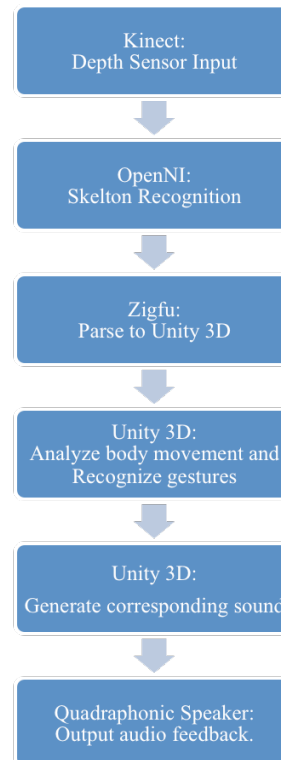 Kinect:
Depth Sensor Input
OpenNI:
Skelton Recognition
Zigfu:
Parse to Unity 3D
Unity 3D:
Analyze body movement and
Recognize gestures
Unity 3D:
Generate corresponding sound
Quadraphonic Speaker:
Output audio feedback.